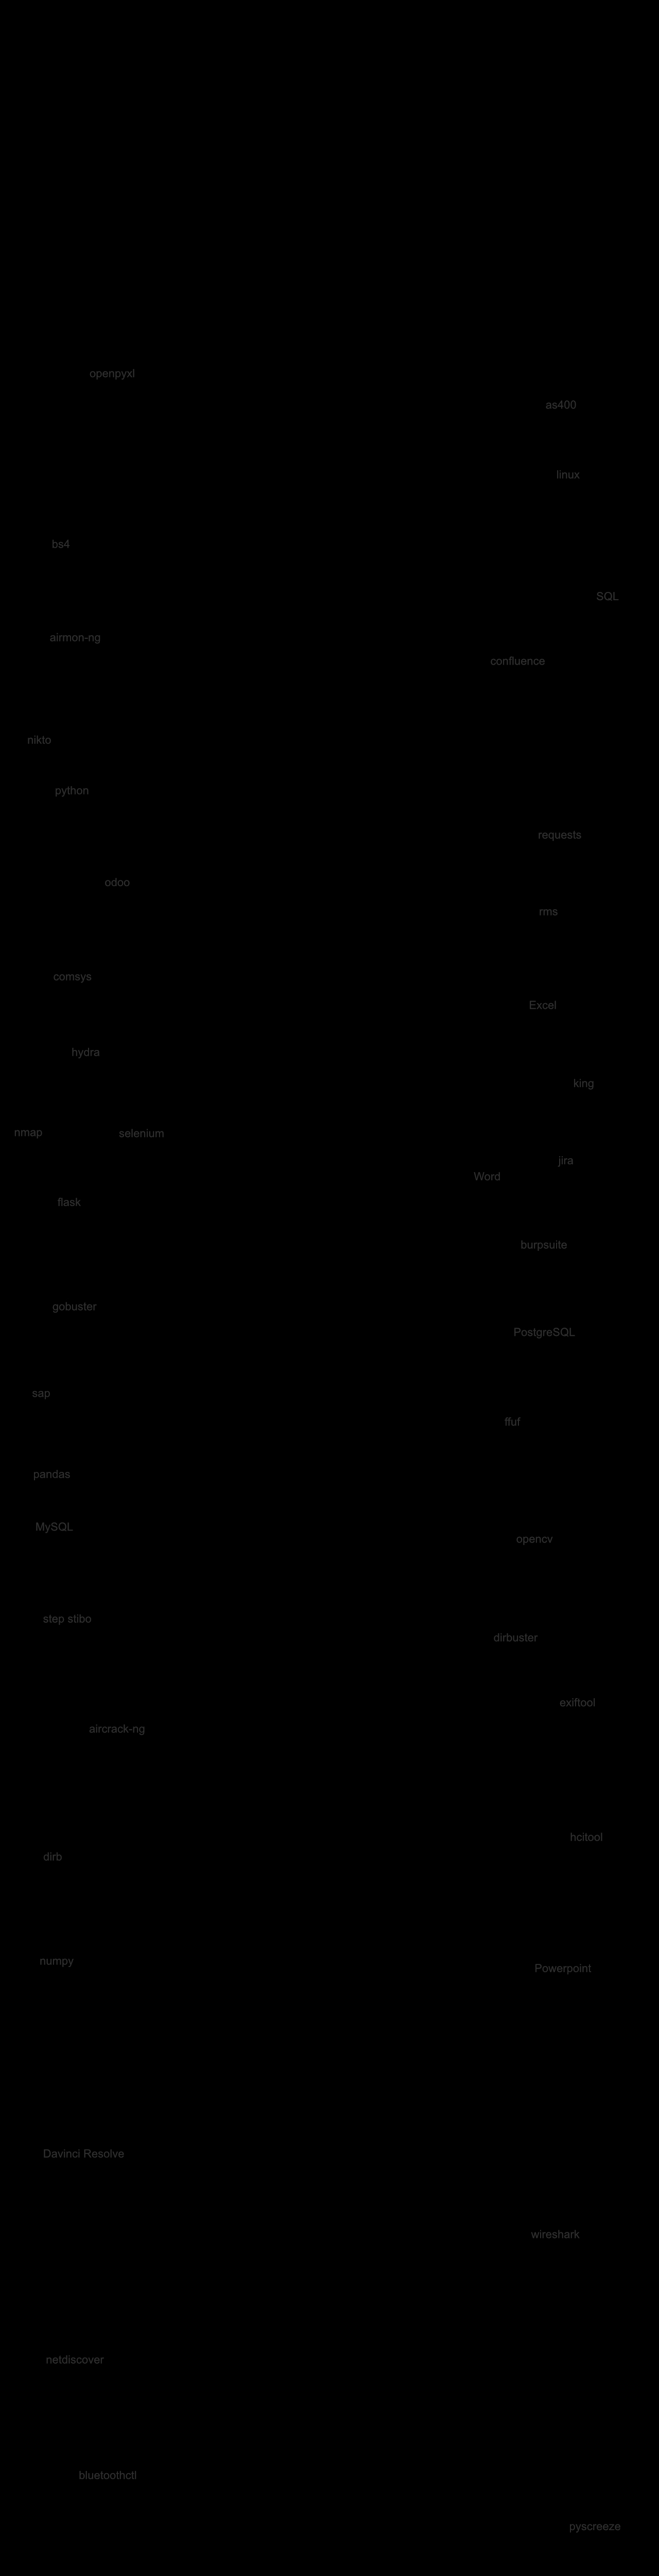 openpyxl
as400
linux
bs4
SQL
airmon-ng
confluence
nikto
python
requests
odoo
rms
comsys
Excel
hydra
king
nmap
selenium
jira
Word
flask
burpsuite
gobuster
PostgreSQL
sap
ffuf
pandas
MySQL
opencv
step stibo
dirbuster
exiftool
aircrack-ng
hcitool
dirb
numpy
Powerpoint
Davinci Resolve
wireshark
netdiscover
bluetoothctl
pyscreeze